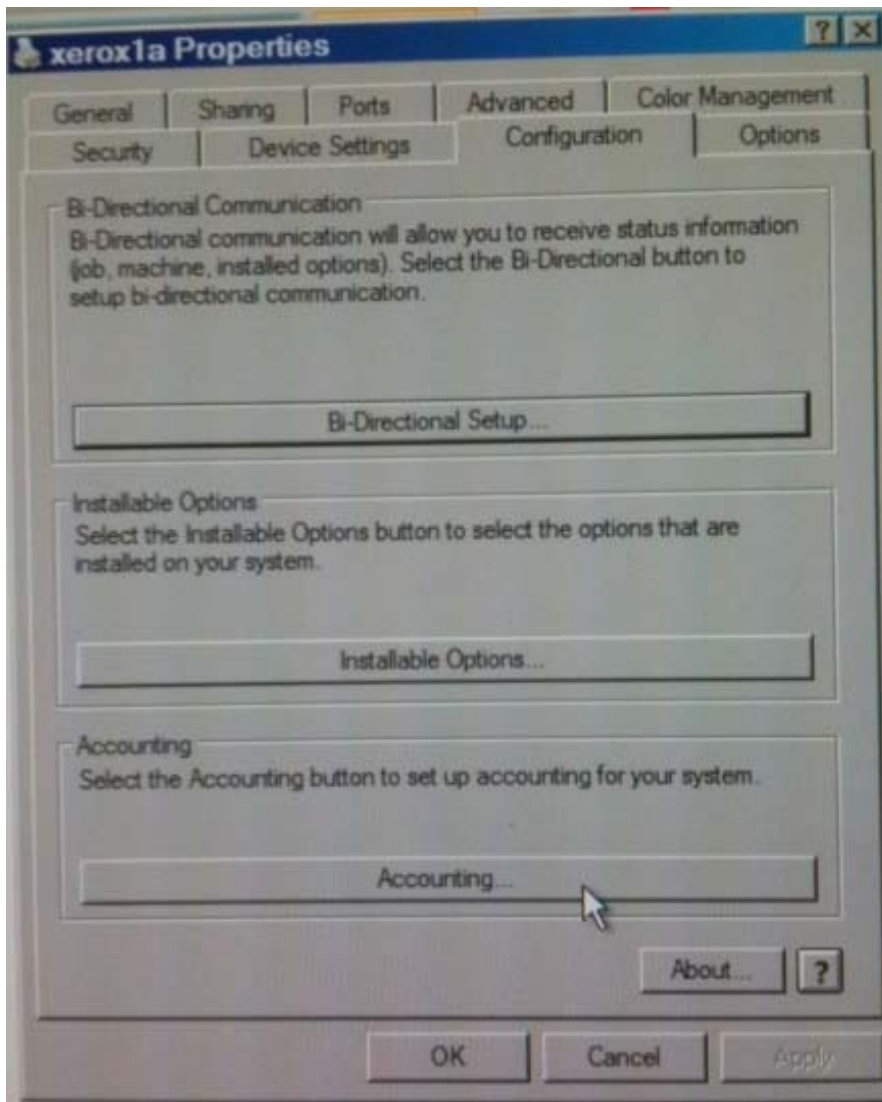 xerox1a Properties
? X
General Sharing Ports Advanced Color Management
Security Device Settings Configuration Options
Bi-Directional Communication
Bi-Directional communication will allow you to receive status information
(job, machine, installed options). Select the Bi-Directional button to
setup bi-directional communication.
Bi-Directional Setup...
Installable Options
Select the Installable Options button to select the options that are
installed on your system.
Installable Options...
Accounting
Select the Accounting button to set up accounting for your system.
Accounting...
About... ?
OK Cancel Apply